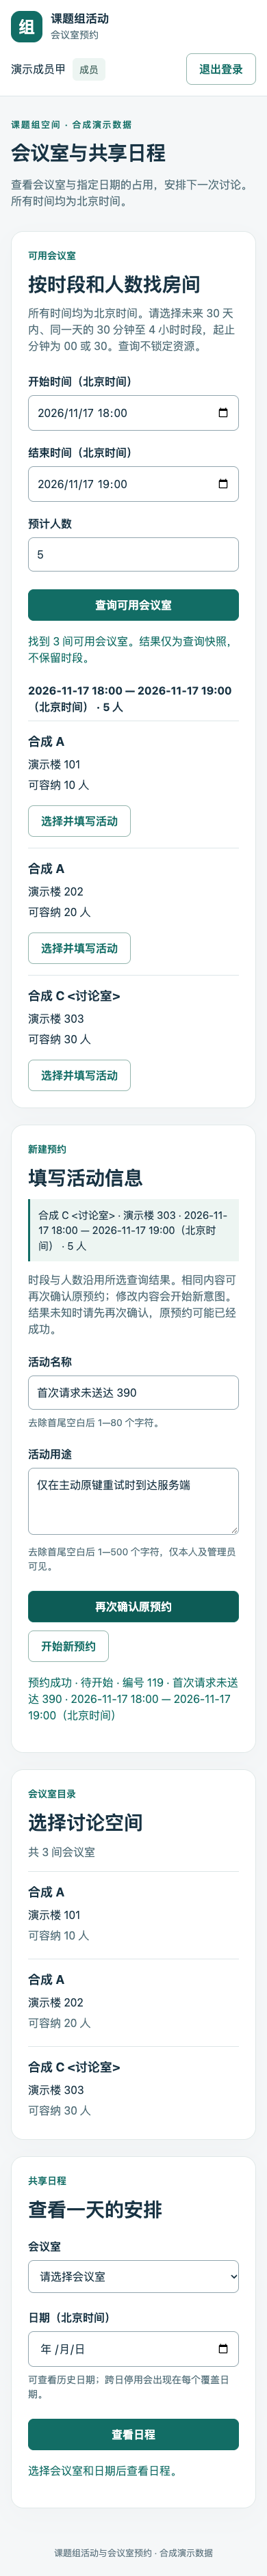 组
课题组活动
会议室预约
演示成员甲 成员 退出登录
课题组空间 · 合成演示数据
会议室与共享日程
查看会议室与指定日期的占用，安排下一次讨论。
所有时间均为北京时间。
可用会议室
按时段和人数找房间
所有时间均为北京时间。请选择未来 30 天
内、同一天的 30 分钟至 4 小时时段，起止
分钟为 00 或 30。查询不锁定资源。
开始时间（北京时间）
2026/11/17 18:00
结束时间（北京时间）
2026/11/17 19:00
预计人数
5
查询可用会议室
找到 3 间可用会议室。结果仅为查询快照，
不保留时段。
2026-11-17 18:00 — 2026-11-17 19:00
（北京时间） · 5 人
合成 A
演示楼 101
可容纳 10 人
选择并填写活动
合成 A
演示楼 202
可容纳 20 人
选择并填写活动
合成 C <讨论室>
演示楼 303
可容纳 30 人
选择并填写活动
新建预约
填写活动信息
合成 C <讨论室> · 演示楼 303 · 2026-11-
17 18:00 — 2026-11-17 19:00（北京时
间） · 5 人
时段与人数沿用所选查询结果。相同内容可
再次确认原预约；修改内容会开始新意图。
结果未知时请先再次确认，原预约可能已经
成功。
活动名称
首次请求未送达 390
去除首尾空白后 1—80 个字符。
活动用途
仅在主动原键重试时到达服务端
去除首尾空白后 1—500 个字符，仅本人及管理员
可见。
再次确认原预约
开始新预约
预约成功 · 待开始 · 编号 119 · 首次请求未送
达 390 · 2026-11-17 18:00 — 2026-11-17
19:00（北京时间）
会议室目录
选择讨论空间
共 3 间会议室
合成 A
演示楼 101
可容纳 10 人
合成 A
演示楼 202
可容纳 20 人
合成 C <讨论室>
演示楼 303
可容纳 30 人
共享日程
查看一天的安排
会议室
请选择会议室
日期（北京时间）
年 /月/日
可查看历史日期；跨日停用会出现在每个覆盖日
期。
查看日程
选择会议室和日期后查看日程。
课题组活动与会议室预约 · 合成演示数据